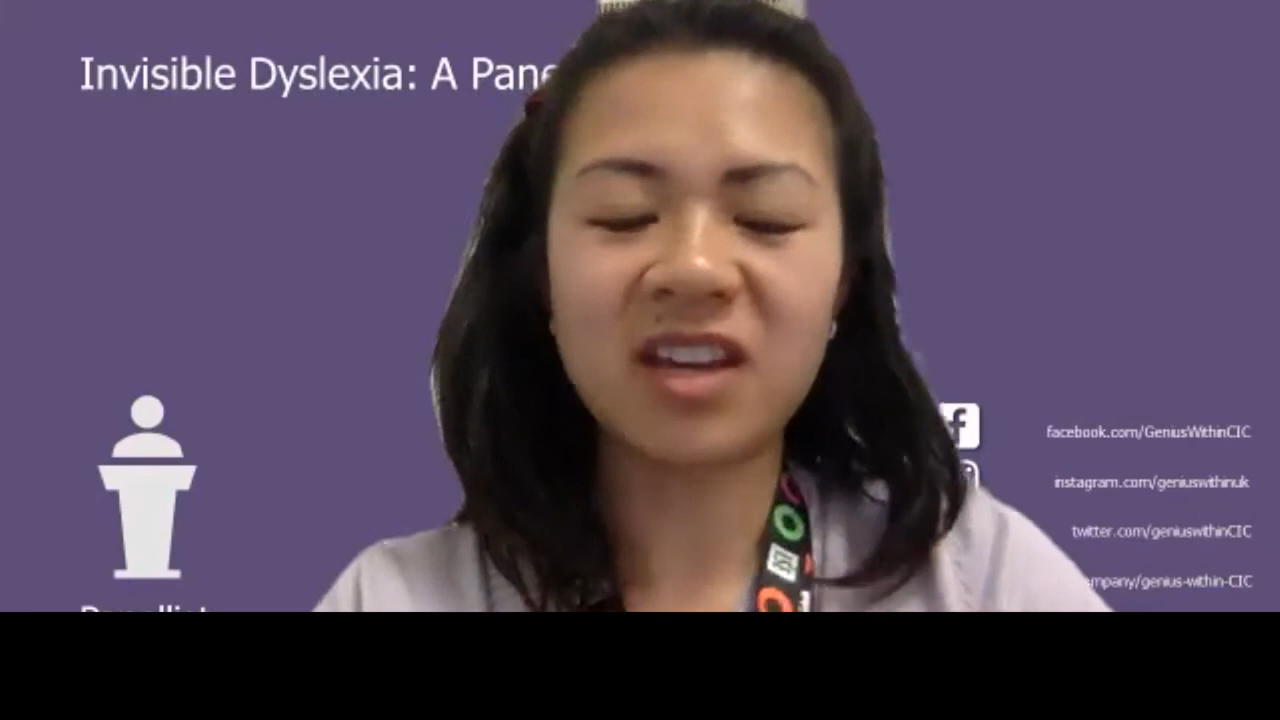 Invisible Dyslexia: A Pane
facebook.com/GeniusWithinCIC
instagram.com/geniuswithinuk
twitter.com/geniuswithinCIC
mpany/genius-within-CIC